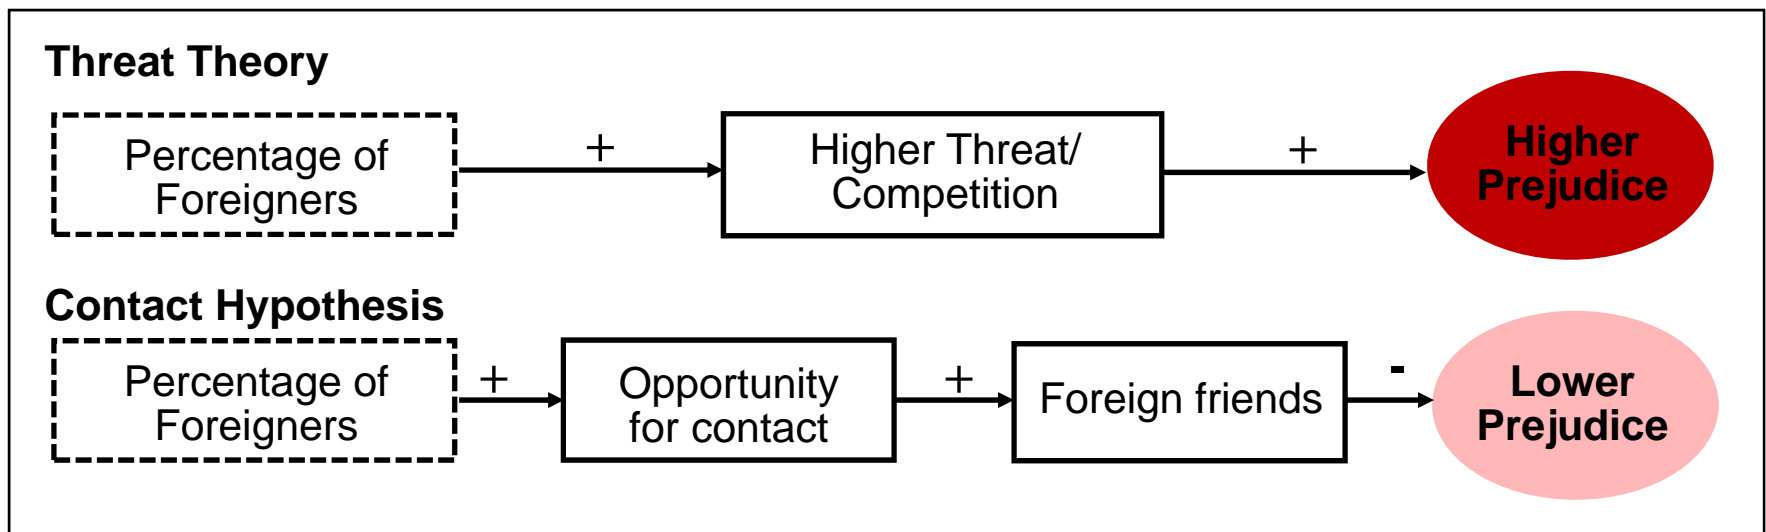 Threat Theory
Percentage of
Foreigners
+
Higher Threat/
Competition
+
Higher
Prejudice
Contact Hypothesis
Percentage of
Foreigners
+
Opportunity
for contact
+
Foreign friends
-
Lower
Prejudice